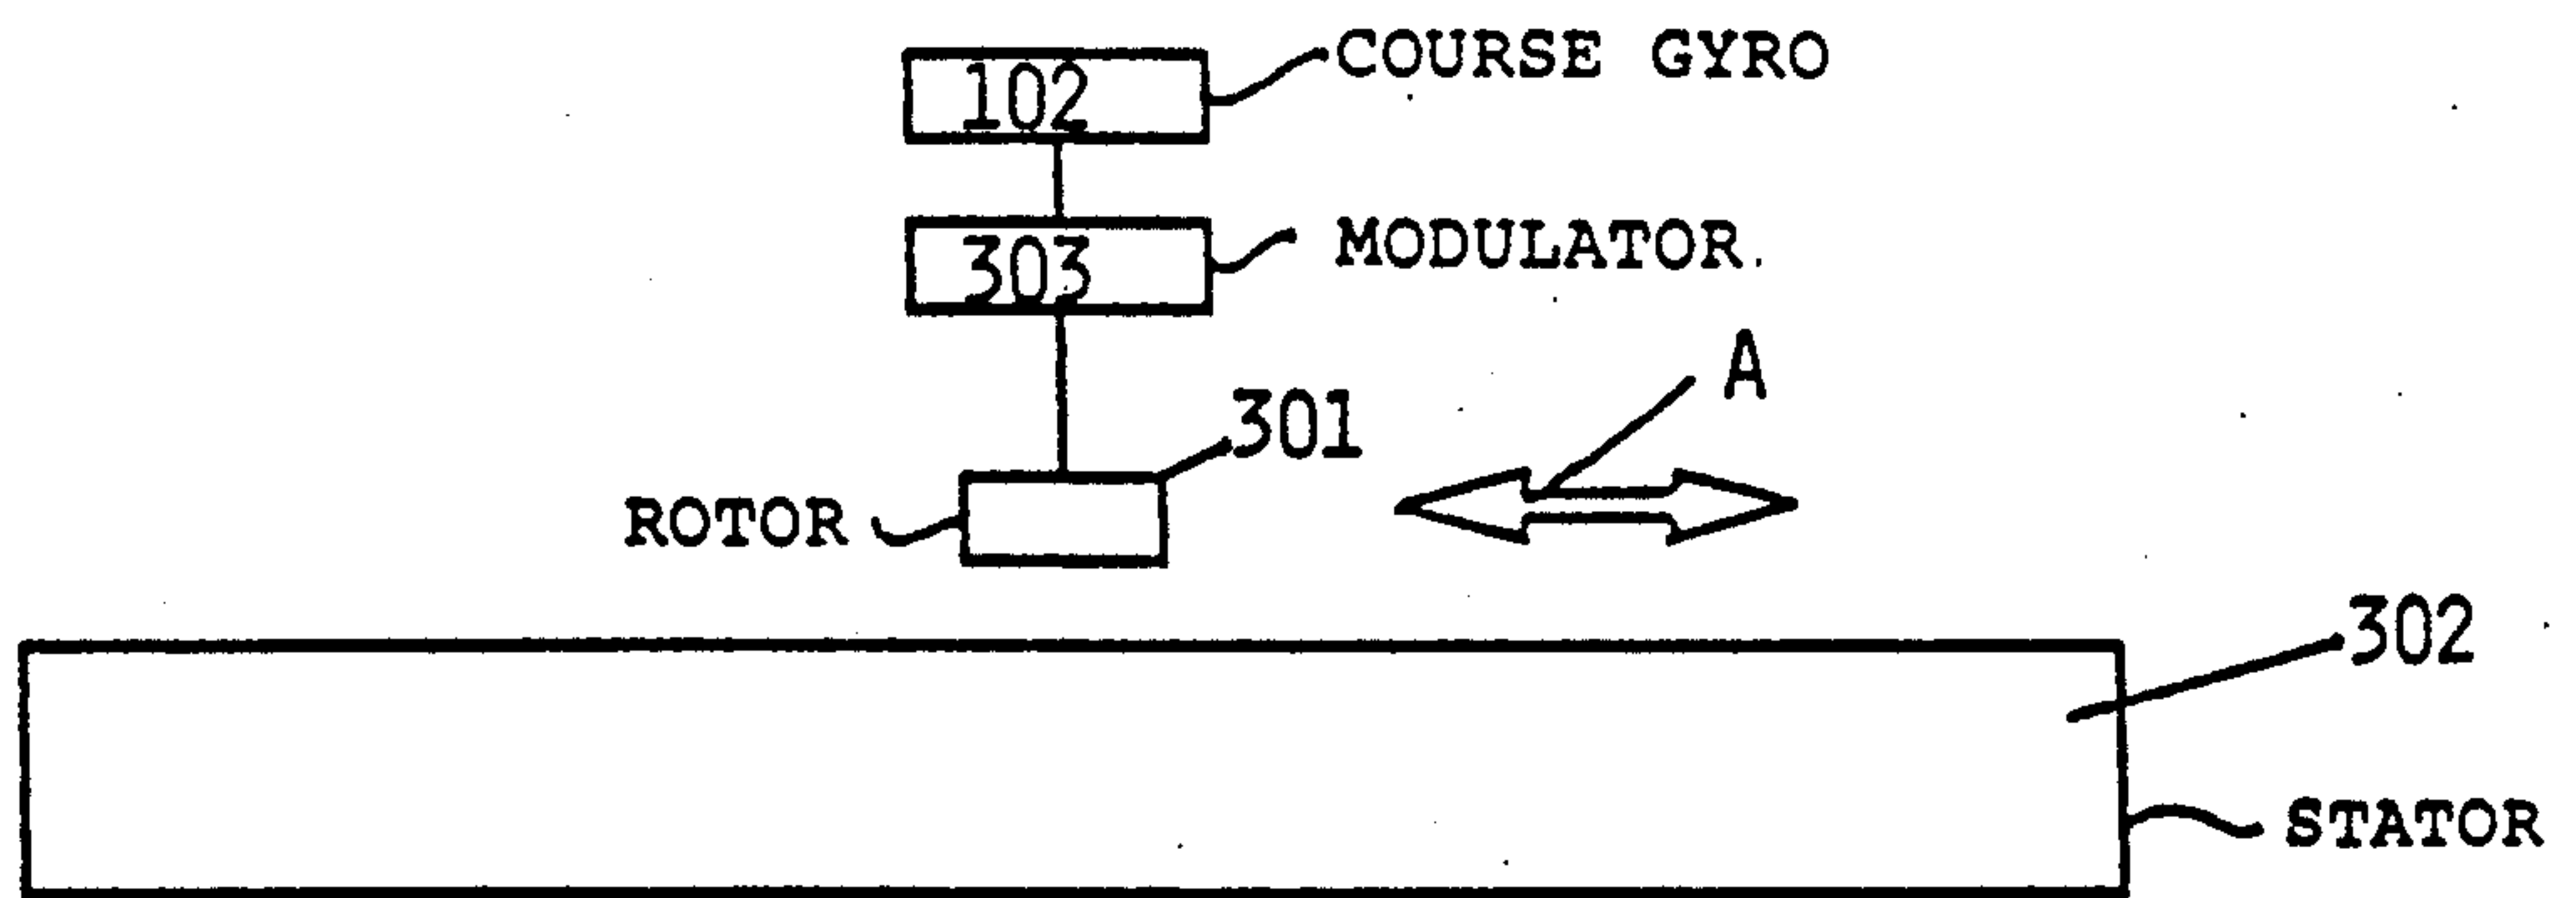 102 COURSE GYRO
303 MODULATOR
A
301
ROTOR
302
STATOR